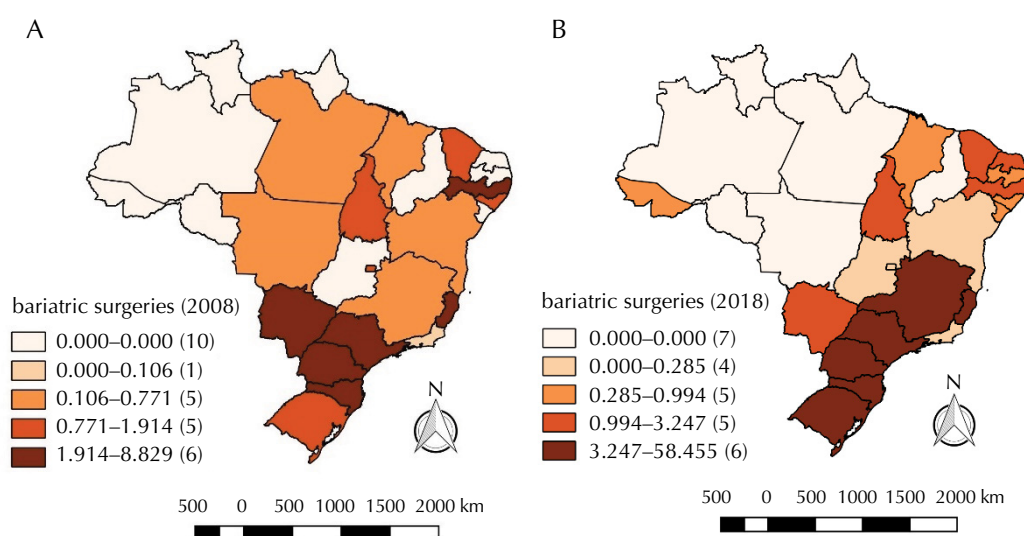 A
bariatric surgeries (2008)
0.000–0.000 (10)
0.000–0.106 (1)
0.106–0.771 (5)
0.771–1.914 (5)
1.914–8.829 (6)
N
500 0 500 1000 1500 2000 km
B
bariatric surgeries (2018)
0.000–0.000 (7)
0.000–0.285 (4)
0.285–0.994 (5)
0.994–3.247 (5)
3.247–58.455 (6)
N
500 0 500 1000 1500 2000 km